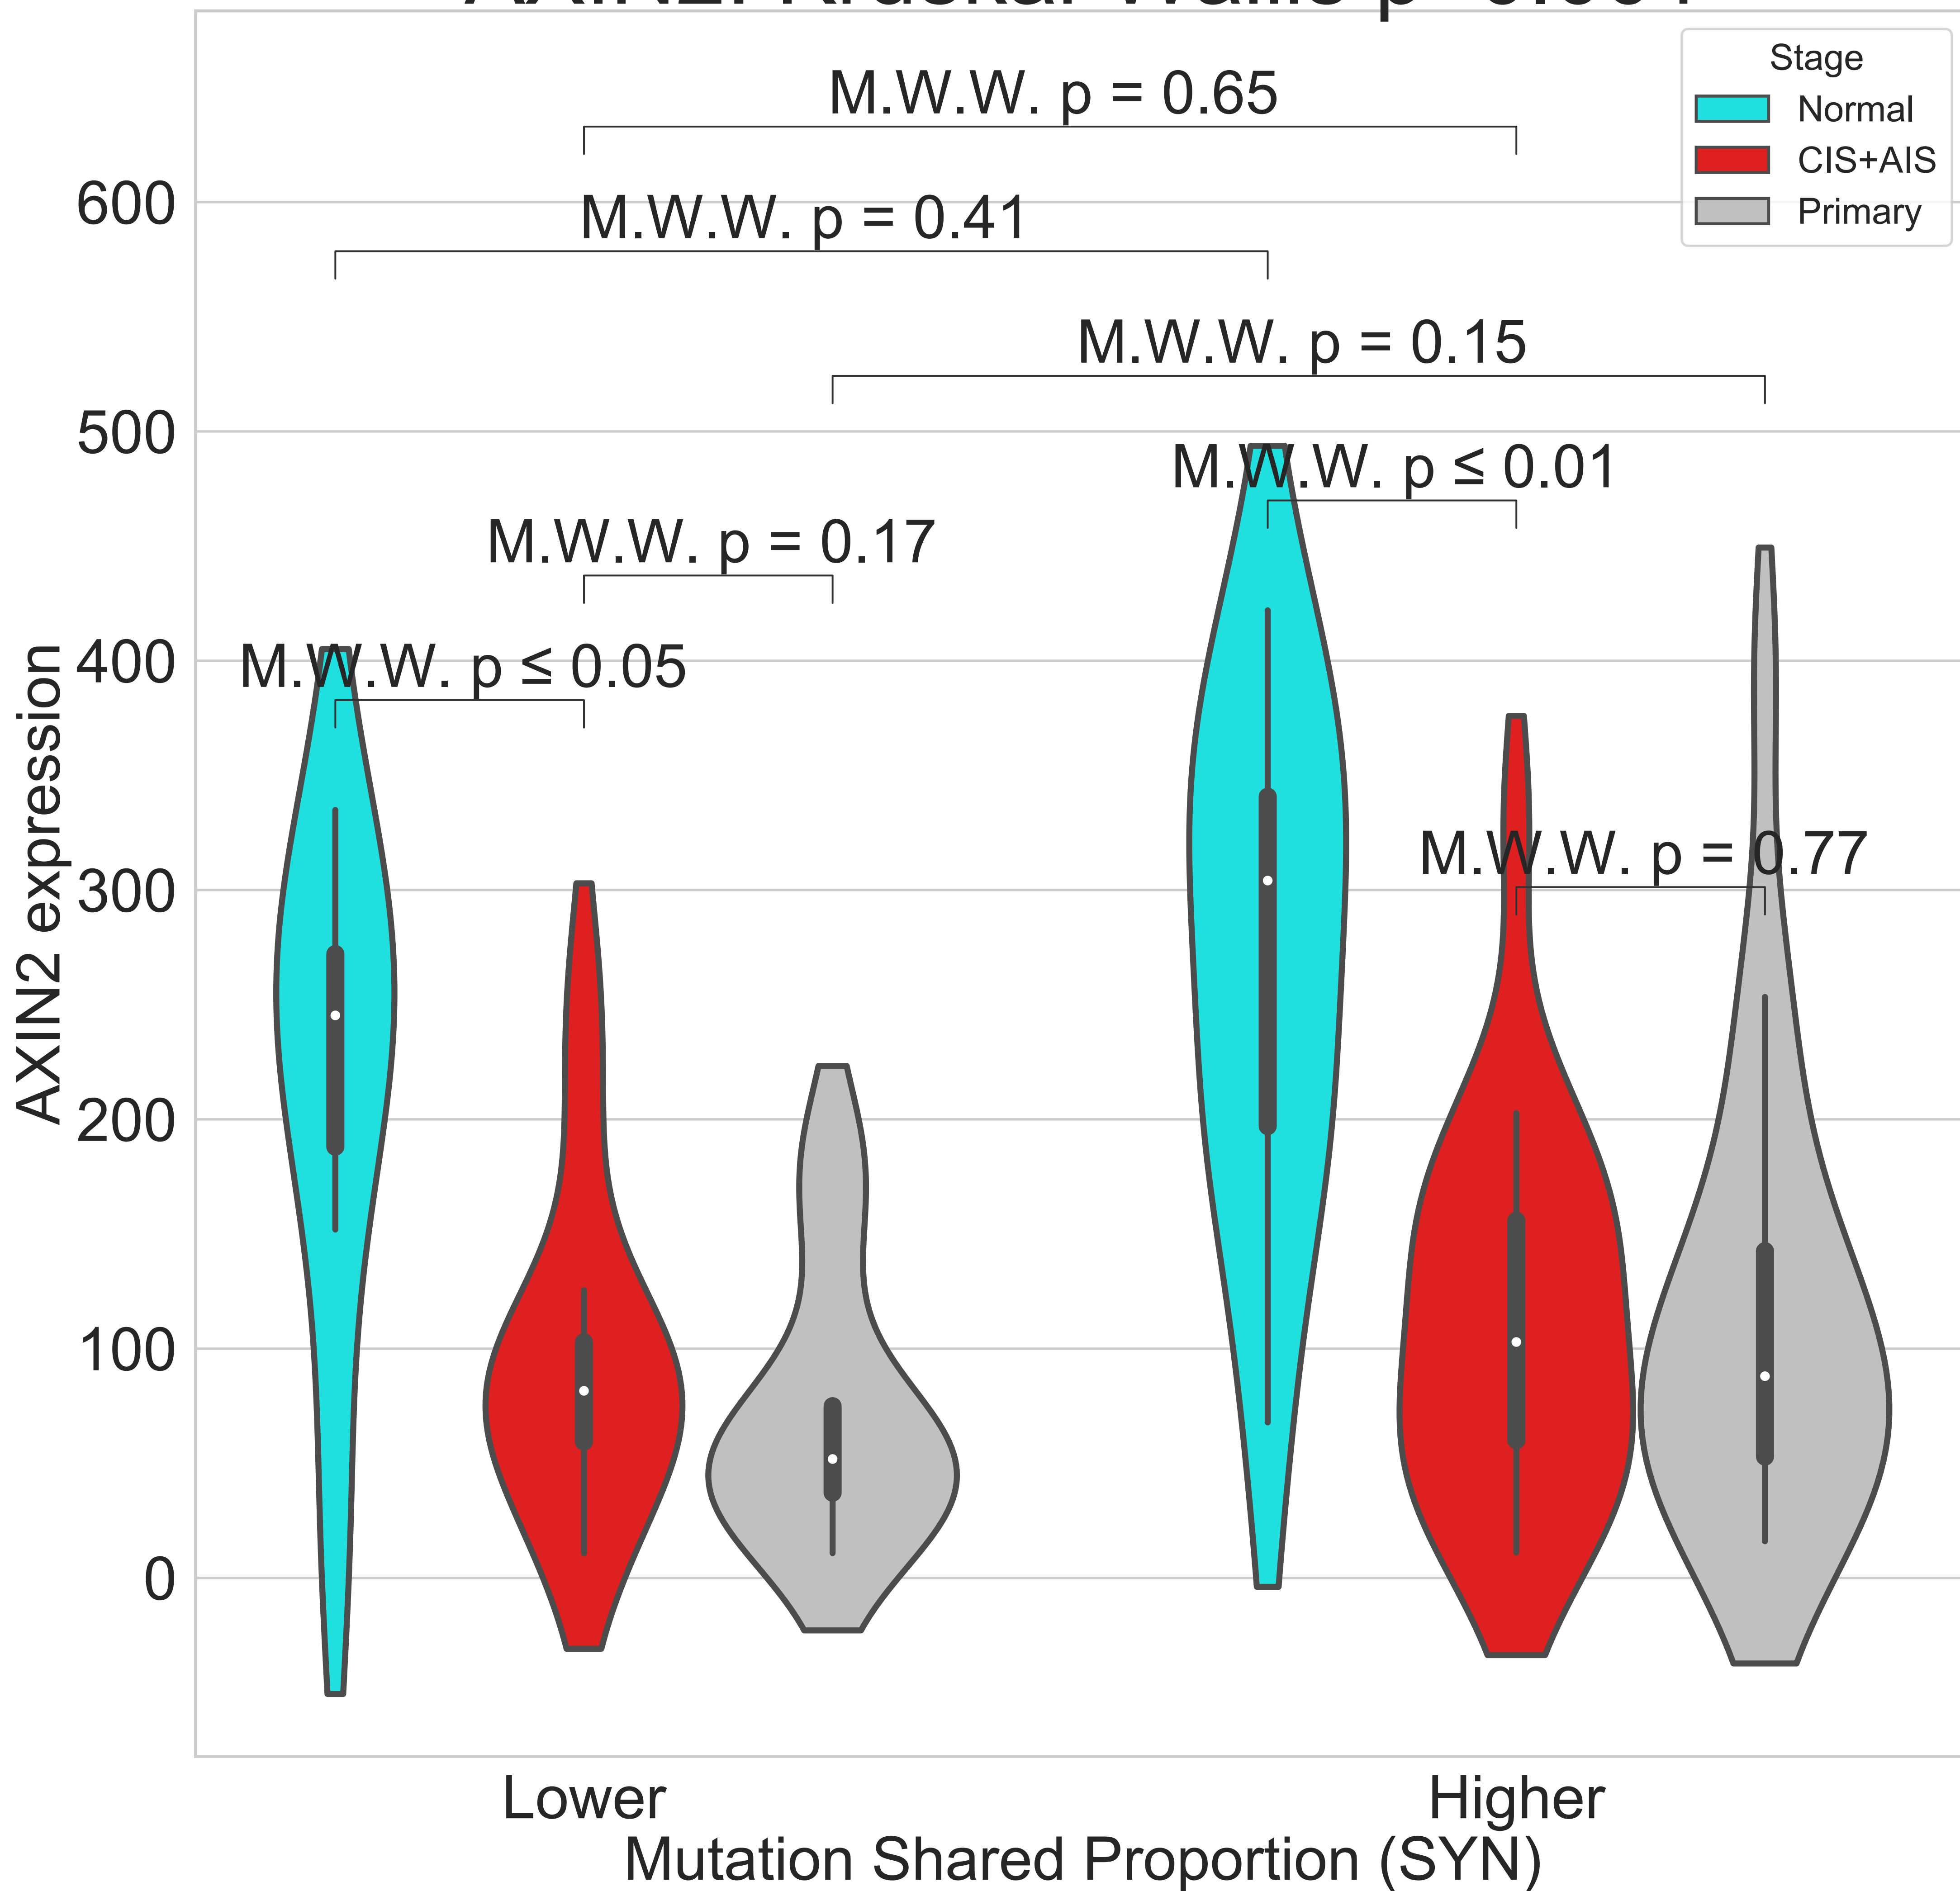 M.W.W. p = 0.65
M.W.W. p = 0.41
M.W.W. p = 0.15
M.W.W. p ≤ 0.01
M.W.W. p = 0.17
M.W.W. p ≤ 0.05
M.W.W. p = 0.77
Stage
Normal
CIS+AIS
Primary
AXIN2 expression
600
500
400
300
200
100
0
Lower
Higher
Mutation Shared Proportion (SYN)